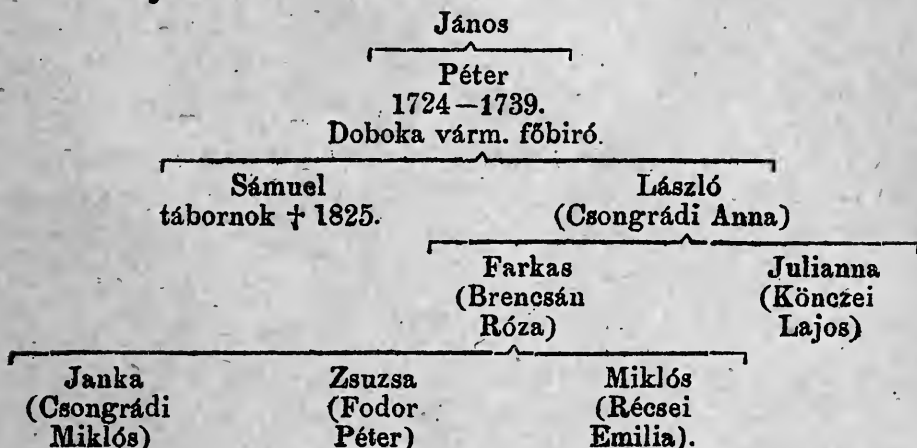 János
Péter
1724—1739.
Doboka várm. főbiró.
Sámuel László
tábornok † 1825. (Csongrádi Anna)
Farkas Julianna
(Brencsán (Könczei
Róza) Lajos)
Janka Zsuzsa Miklós
(Csongrádi (Fodor (Récsei
Miklós) Péter) Emilia).